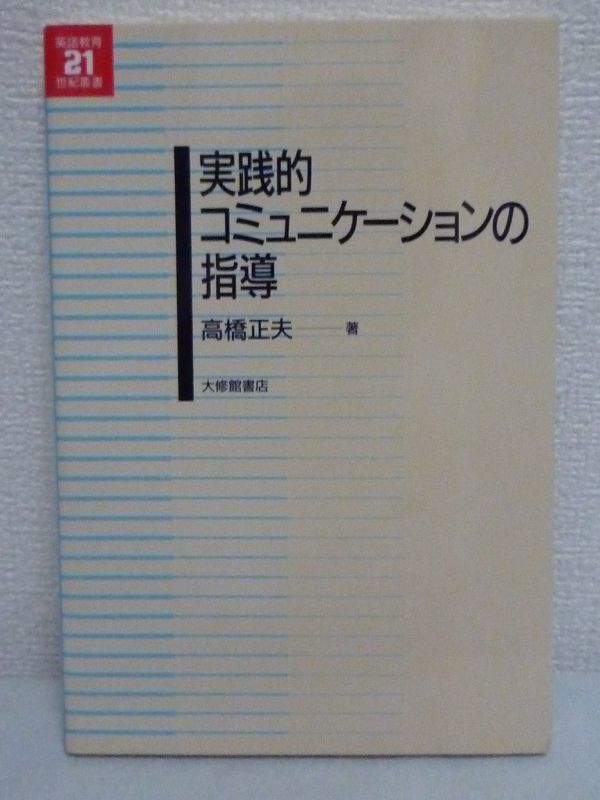 英語教育
21
世紀叢書
実践的
コミュニケーションの
指導
高橋正夫 著
大修館書店